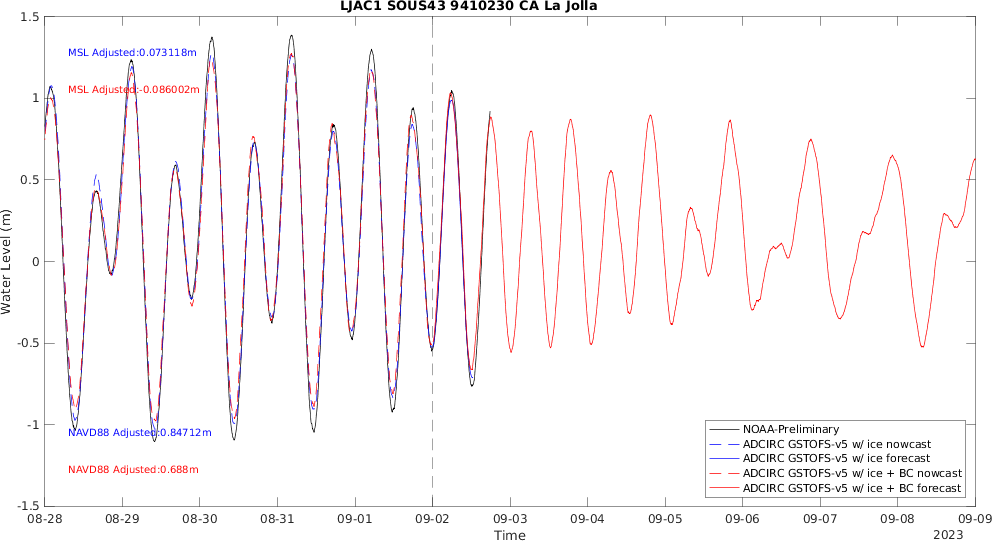 LJAC1 SOUS43 9410230 CA La Jolla
1.5
1
0.5
0
-0.5
-1
-1.5
Water Level (m)
MSL Adjusted:0.073118m
MSL Adjusted:-0.086002m
NAVD88 Adjusted:0.84712m
NAVD88 Adjusted:0.688m
NOAA-Preliminary
ADCIRC GSTOFS-v5 w/ ice nowcast
ADCIRC GSTOFS-v5 w/ ice forecast
ADCIRC GSTOFS-v5 w/ ice + BC nowcast
ADCIRC GSTOFS-v5 w/ ice + BC forecast
08-28 08-29 08-30 08-31 09-01 09-02 09-03 09-04 09-05 09-06 09-07 09-08 09-09
Time
2023